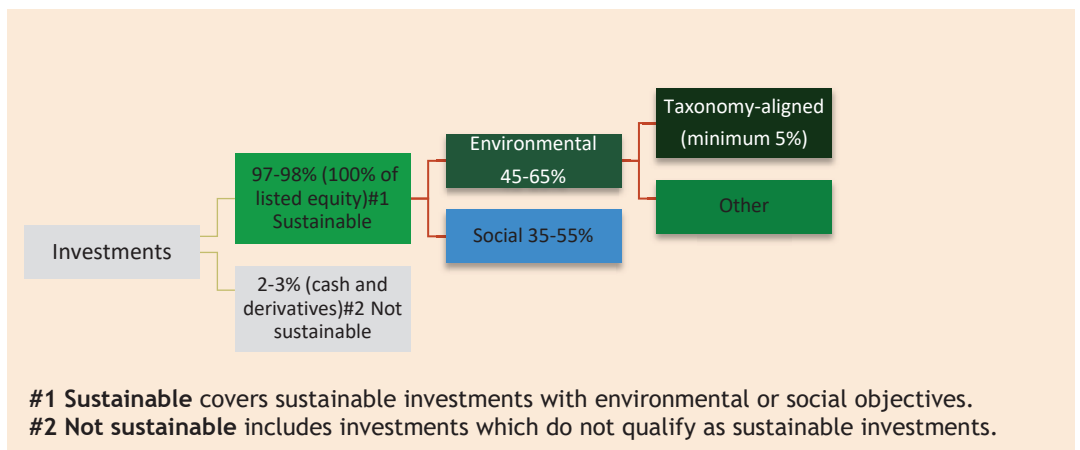 Investments
97-98% (100% of
listed equity)#1
Sustainable
2-3% (cash and
derivatives)#2 Not
sustainable
Environmental
45-65%
Social 35-55%
Taxonomy-aligned
(minimum 5%)
Other
#1 Sustainable covers sustainable investments with environmental or social objectives.
#2 Not sustainable includes investments which do not qualify as sustainable investments.